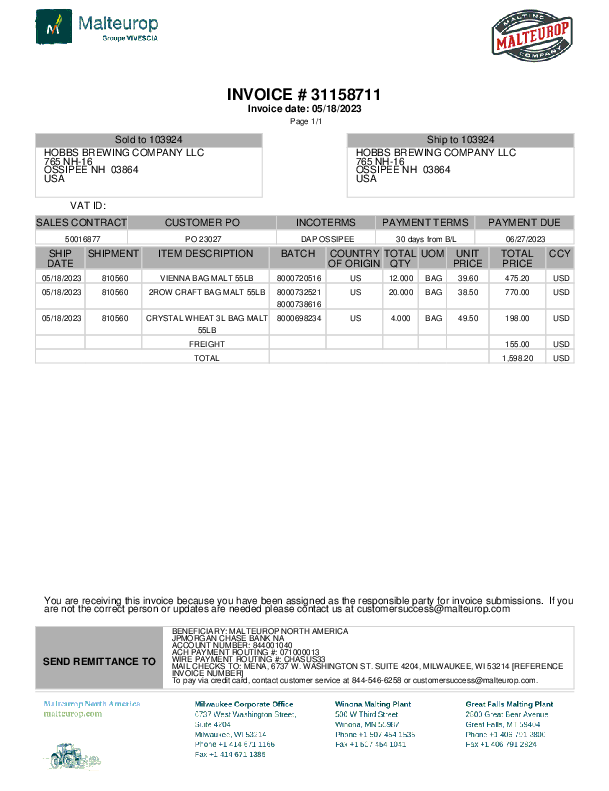 Malteurop
Groupe VIVESCIA
MALTING
MALTEUROP
COMPANY
INVOICE # 31158711
Invoice date: 05/18/2023
Page 1/1
Sold to 103924
HOBBS BREWING COMPANY LLC
765 NH-16
OSSIPEE NH 03864
USA
Ship to 103924
HOBBS BREWING COMPANY LLC
765 NH-16
OSSIPEE NH 03864
USA
VAT ID:
SALES CONTRACT CUSTOMER PO INCOTERMS PAYMENT TERMS PAYMENT DUE
50016877 PO 23027 DAP OSSIPEE 30 days from B/L 06/27/2023
SHIP DATE SHIPMENT ITEM DESCRIPTION BATCH COUNTRY OF ORIGIN TOTAL QTY UOM UNIT PRICE TOTAL PRICE CCY
05/18/2023 810560 VIENNA BAG MALT 55LB 8000720516 US 12.000 BAG 39.60 475.20 USD
05/18/2023 810560 2ROW CRAFT BAG MALT 55LB 8000732521 US 20.000 BAG 38.50 770.00 USD
8000738616
05/18/2023 810560 CRYSTAL WHEAT 3L BAG MALT 8000698234 US 4.000 BAG 49.50 198.00 USD
55LB
FREIGHT 155.00 USD
TOTAL 1,598.20 USD
You are receiving this invoice because you have been assigned as the responsible party for invoice submissions. If you
are not the correct person or updates are needed please contact us at customersuccess@malteurop.com
SEND REMITTANCE TO
BENEFICIARY: MALTEUROP NORTH AMERICA
JPMORGAN CHASE BANK NA
ACCOUNT NUMBER: 844001040
ACH PAYMENT ROUTING #: 071000013
WIRE PAYMENT ROUTING #: CHASUS33
MAIL CHECKS TO: MENA, 6737 W. WASHINGTON ST. SUITE 4204, MILWAUKEE, WI 53214 [REFERENCE
INVOICE NUMBER]
To pay via credit card, contact customer service at 844-546-6258 or customersuccess@malteurop.com.
Malteurop North America
malteurop.com
Milwaukee Corporate Office
6737 West Washington Street,
Suite 4204
Milwaukee, WI 53214
Phone +1 414 671 1166
Fax +1 414 671 1385
Winona Malting Plant
500 W Third Street
Winona, MN 55987
Phone +1 507 454 1535
Fax +1 507 454 1041
Great Falls Malting Plant
2800 Great Bear Avenue
Great Falls, MT 59404
Phone +1 406 791 2800
Fax +1 406 791 2824